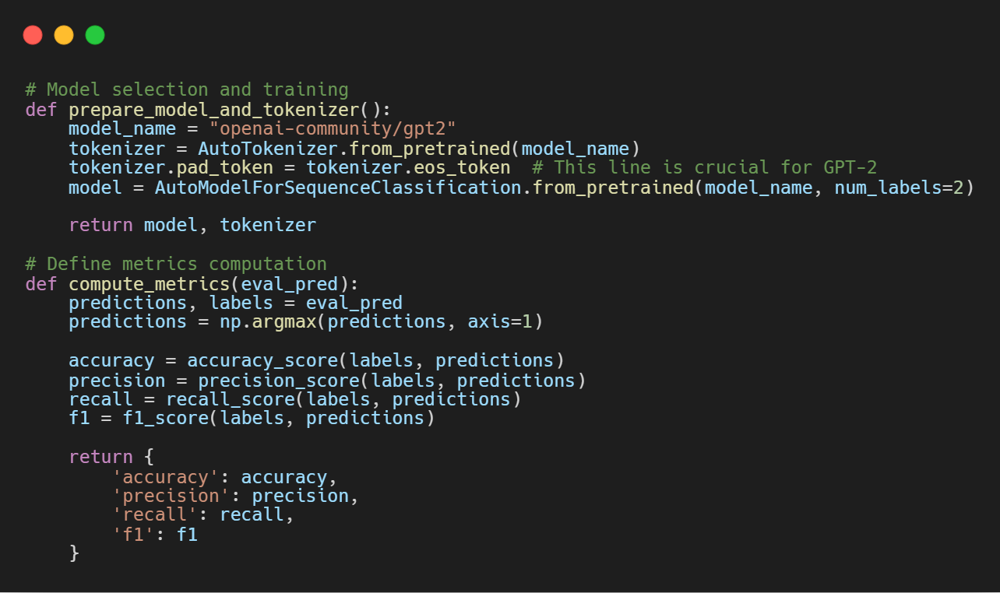 # Model selection and training
def prepare_model_and_tokenizer():
    model_name = "openai-community/gpt2"
    tokenizer = AutoTokenizer.from_pretrained(model_name)
    tokenizer.pad_token = tokenizer.eos_token  # This line is crucial for GPT-2
    model = AutoModelForSequenceClassification.from_pretrained(model_name, num_labels=2)

    return model, tokenizer

# Define metrics computation
def compute_metrics(eval_pred):
    predictions, labels = eval_pred
    predictions = np.argmax(predictions, axis=1)

    accuracy = accuracy_score(labels, predictions)
    precision = precision_score(labels, predictions)
    recall = recall_score(labels, predictions)
    f1 = f1_score(labels, predictions)

    return {
        'accuracy': accuracy,
        'precision': precision,
        'recall': recall,
        'f1': f1
    }